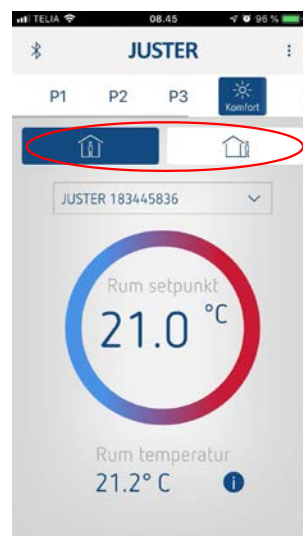 TELIA 08.45 96 %
JUSTER
P1 P2 P3 Komfort
JUSTER 183445836
Rum setpunkt
21.0 °C
Rum temperatur
21.2° C i